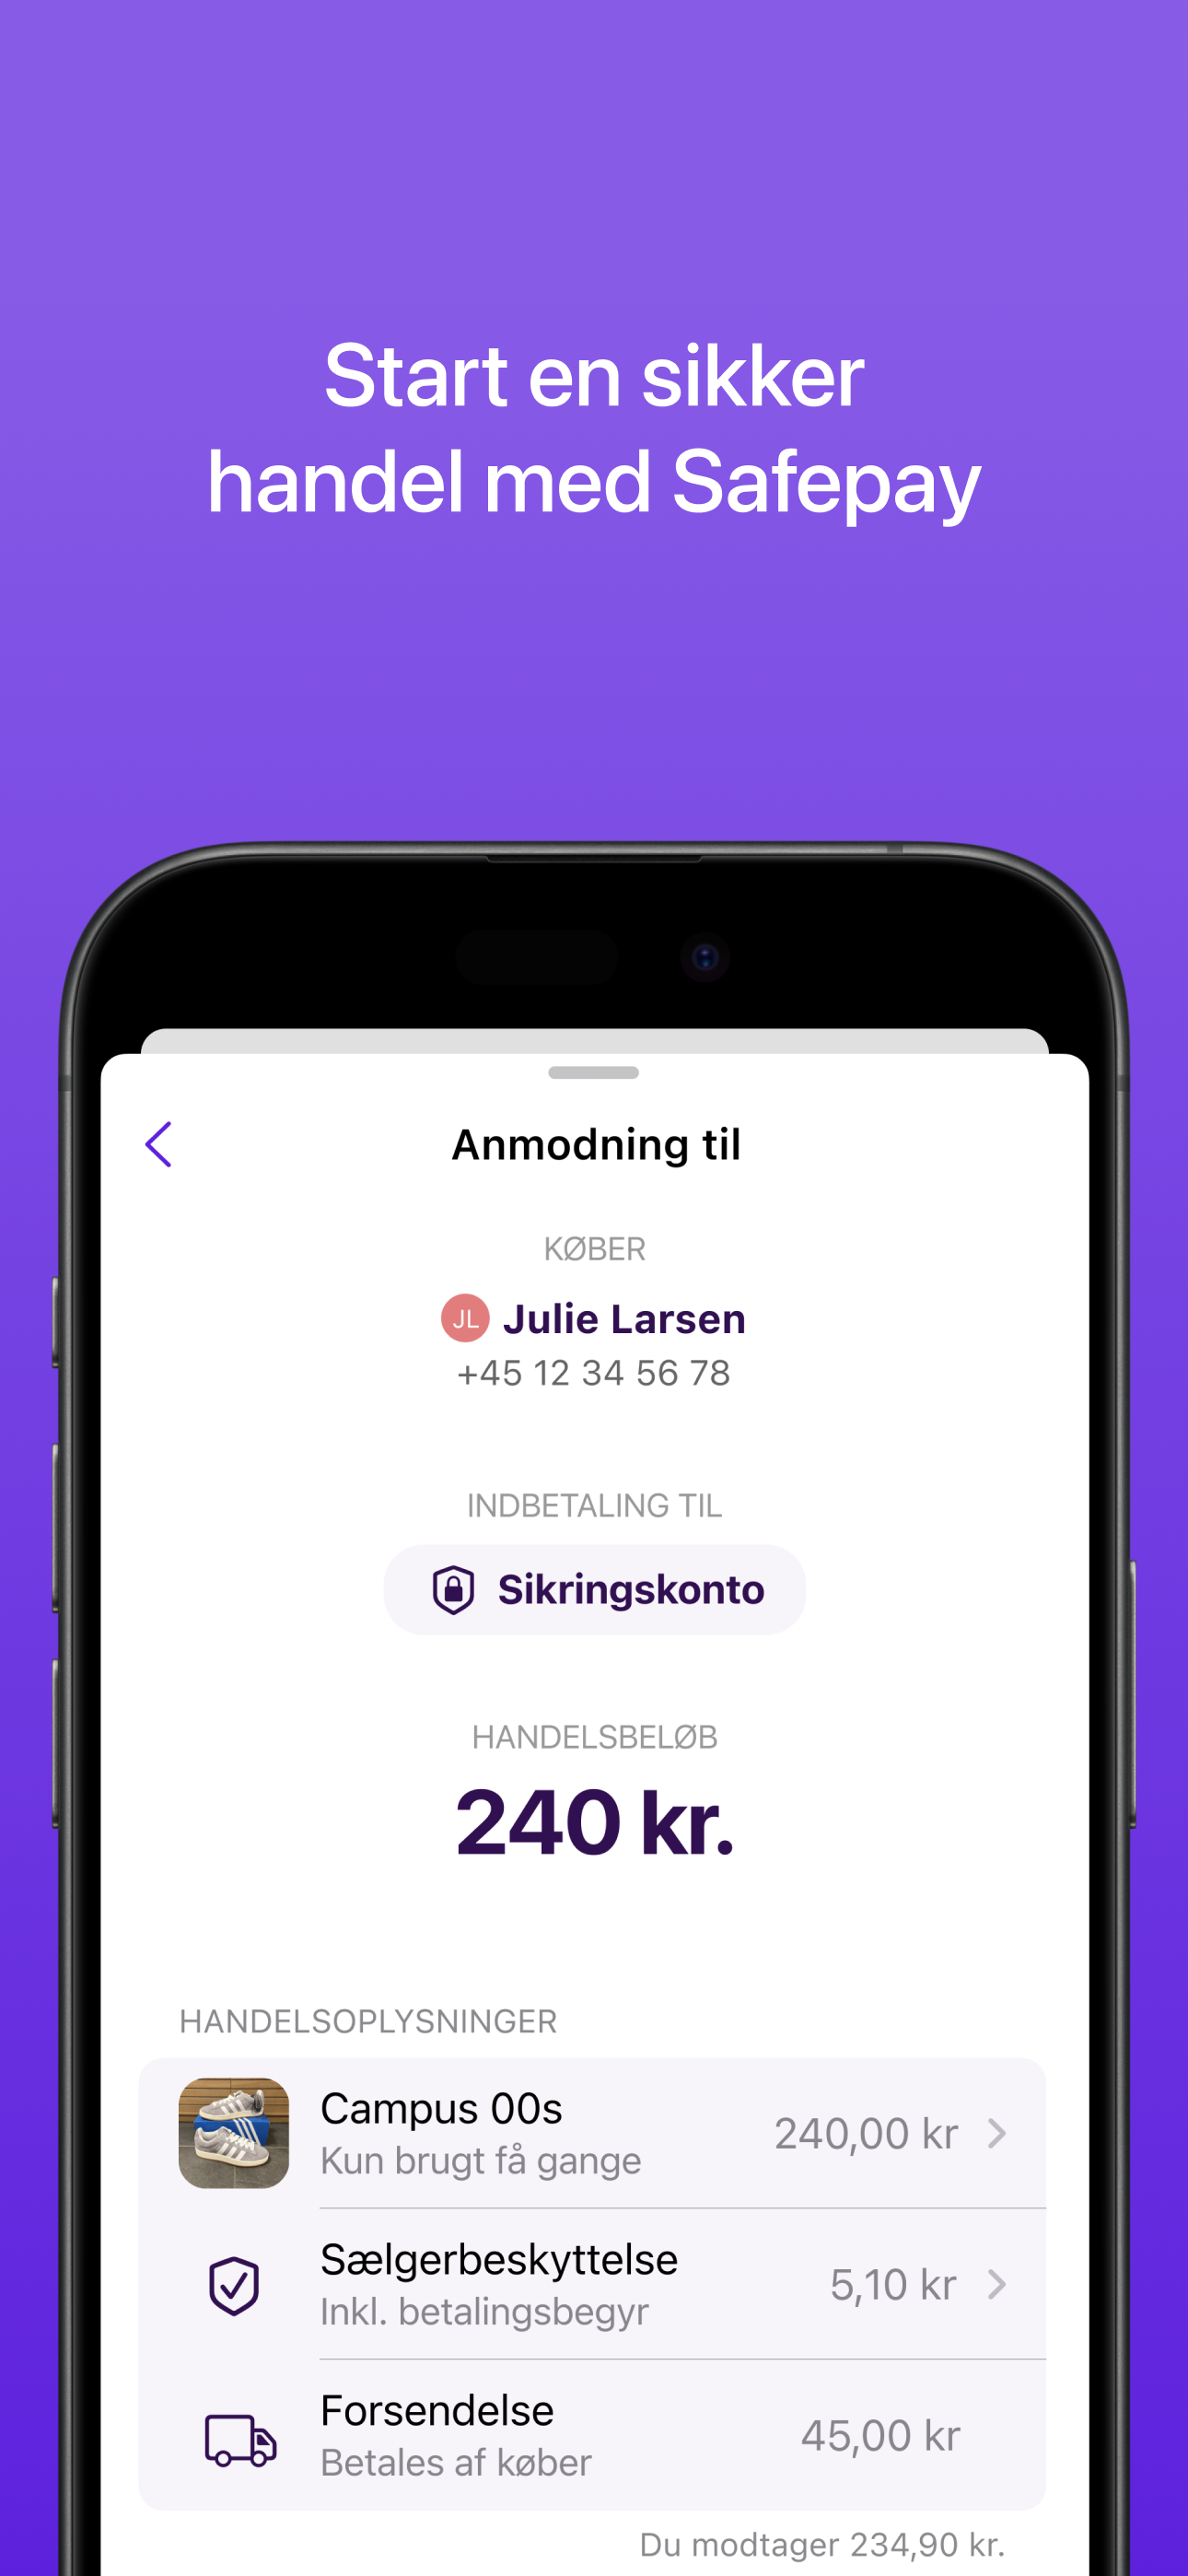 Start en sikker
handel med Safepay
Anmodning til
KØBER
JL Julie Larsen
+45 12 34 56 78
INDBETALING TIL
Sikringskonto
HANDELSBELØB
240 kr.
HANDELSOPLYSNINGER
Campus 00s
Kun brugt få gange
240,00 kr
Sælgerbeskyttelse
Inkl. betalingsbegyr
5,10 kr
Forsendelse
Betales af køber
45,00 kr
Du modtager 234,90 kr.